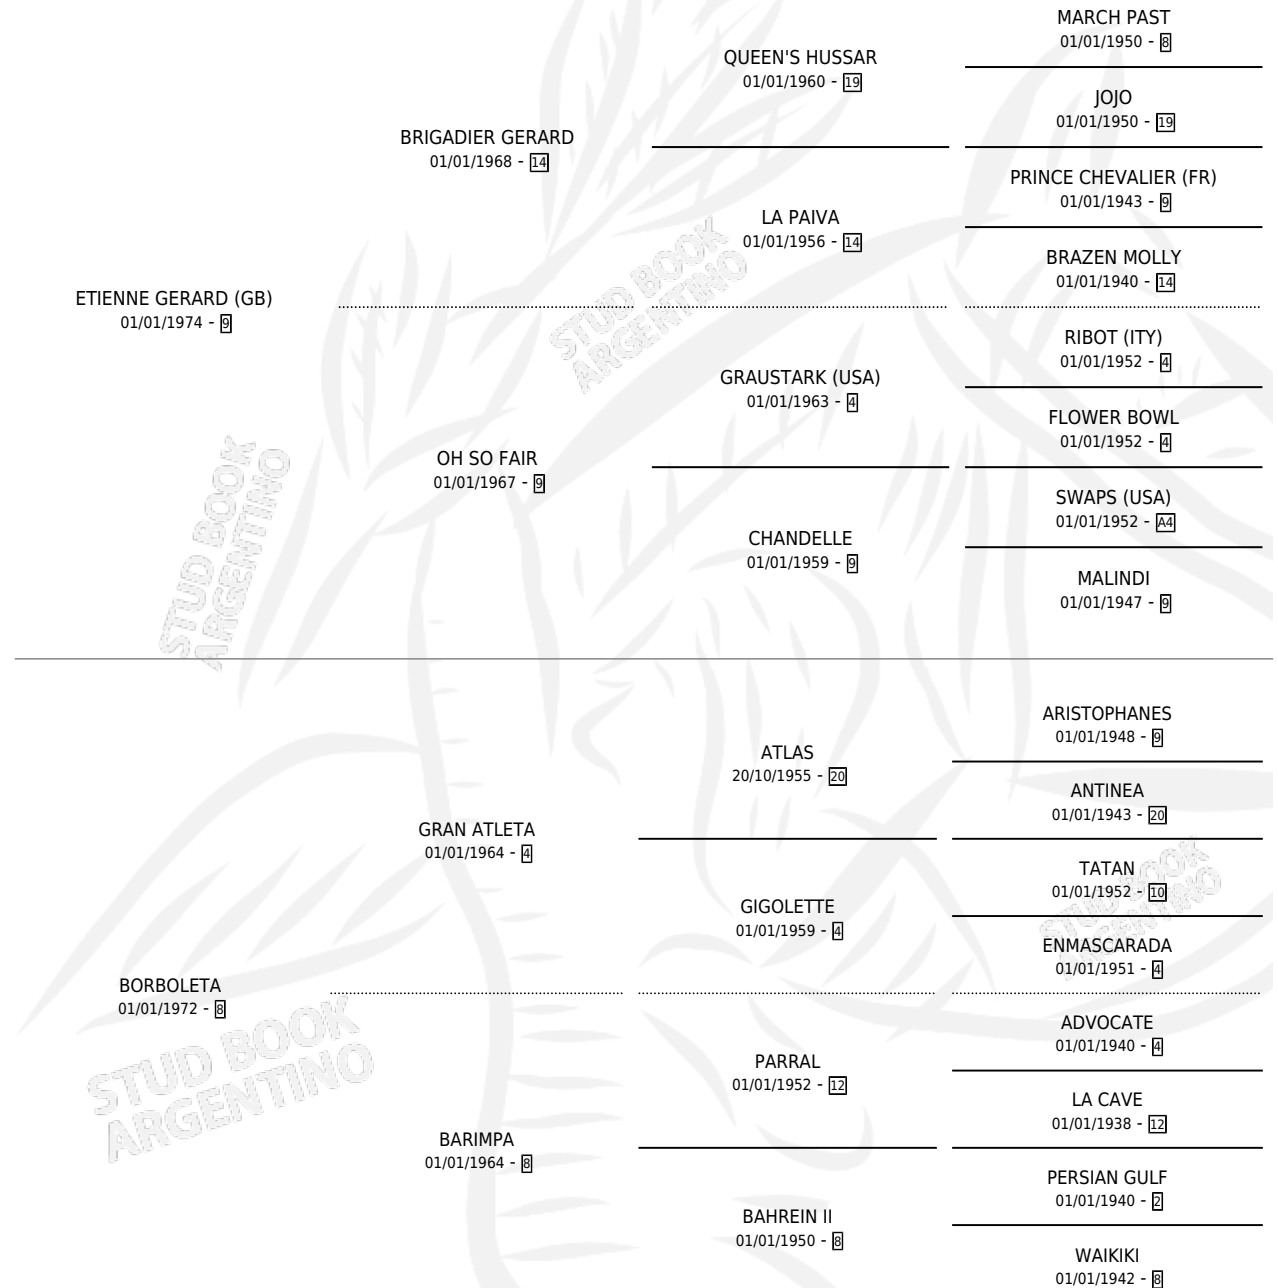 MARCH PAST
01/01/1950 - 8
QUEEN'S HUSSAR
01/01/1960 - 19
JOJO
01/01/1950 - 19
BRIGADIER GERARD
01/01/1968 - 14
PRINCE CHEVALIER (FR)
01/01/1943 - 9
LA PAIVA
01/01/1956 - 14
BRAZEN MOLLY
01/01/1940 - 14
ETIENNE GERARD (GB)
01/01/1974 - 9
RIBOT (ITY)
01/01/1952 - 4
GRAUSTARK (USA)
01/01/1963 - 4
FLOWER BOWL
01/01/1952 - 4
OH SO FAIR
01/01/1967 - 9
SWAPS (USA)
01/01/1952 - A4
CHANDELLE
01/01/1959 - 9
MALINDI
01/01/1947 - 9
STUD BOOK
ARGENTINO
STUD BOOK
ARGENTINO
ARISTOPHANES
01/01/1948 - 9
ATLAS
20/10/1955 - 20
ANTINEA
01/01/1943 - 20
GRAN ATLETA
01/01/1964 - 4
TATAN
01/01/1952 - 10
GIGOLETTE
01/01/1959 - 4
ENMASCARADA
01/01/1951 - 4
BORBOLETA
01/01/1972 - 8
ADVOCATE
01/01/1940 - 4
PARRAL
01/01/1952 - 12
LA CAVE
01/01/1938 - 12
BARIMPA
01/01/1964 - 8
PERSIAN GULF
01/01/1940 - 2
BAHREIN II
01/01/1950 - 8
WAIKIKI
01/01/1942 - 8
STUD BOOK
ARGENTINO
STUD BOOK
ARGENTINO